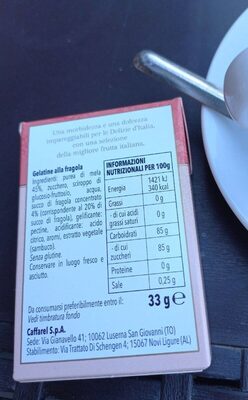 Una morbidezza e una dolcezza
impareggiabili per le Delizie d'Italia,
con una selezione
della migliore frutta italiana.
Gelatine alla fragola
Ingredienti: purea di mela
45%, zucchero, sciroppo di
glucosio-fruttosio, acqua,
succo di fragola concentrato
4% (corrispondente al 20% di
succo di fragola), gelificante:
pectine, acidificante: acido
citrico, aromi, estratto vegetale
(sambuco).
Senza glutine.
Conservare in luogo fresco e
asciutto.
INFORMAZIONI
NUTRIZIONALI PER 100g
Energia 1421 kJ
340 kcal
Grassi 0 g
- di cui acidi
grassi saturi 0 g
Carboidrati 85 g
- di cui
zuccheri 85 g
Proteine 0 g
Sale 0,25 g
Da consumarsi preferibilmente entro il:
Vedi timbratura fondo
33 g e
Caffarel S.p.A.
Sede: Via Gianavello 41; 10062 Luserna San Giovanni (TO)
Stabilimento: Via Trattato Di Schengen 4; 15067 Novi Ligure (AL)